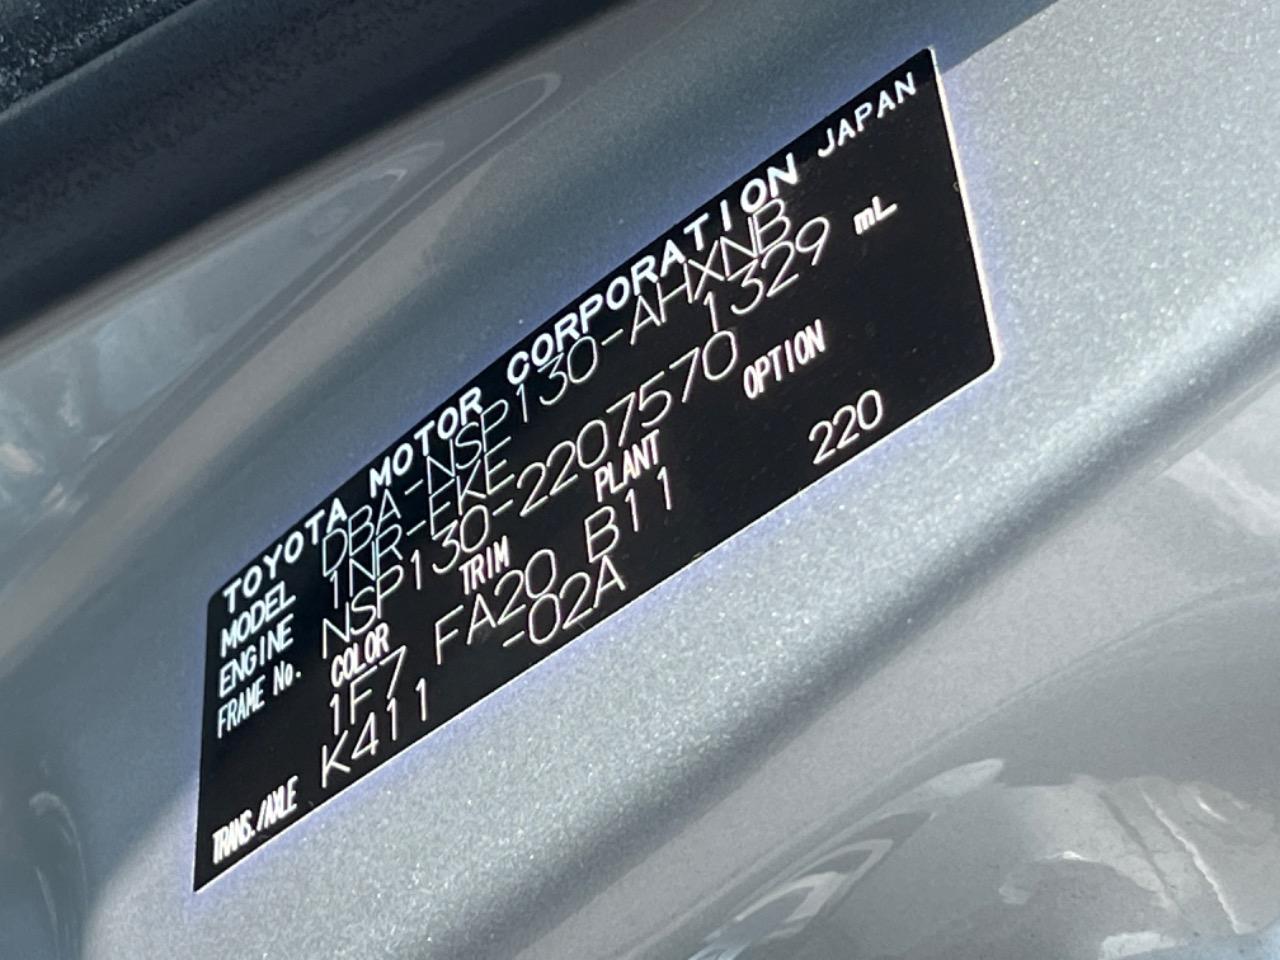 TOYOTA MOTOR CORPORATION JAPAN
MODEL DBA-NSP130-AHXNB
ENGINE 1NR-EKE 1329 mL
FRAME No. NSP130-2207570
COLOR TRIM PLANT OPTION
1F7 FA20 B11 220
TRANS./AXLE K411 -02A